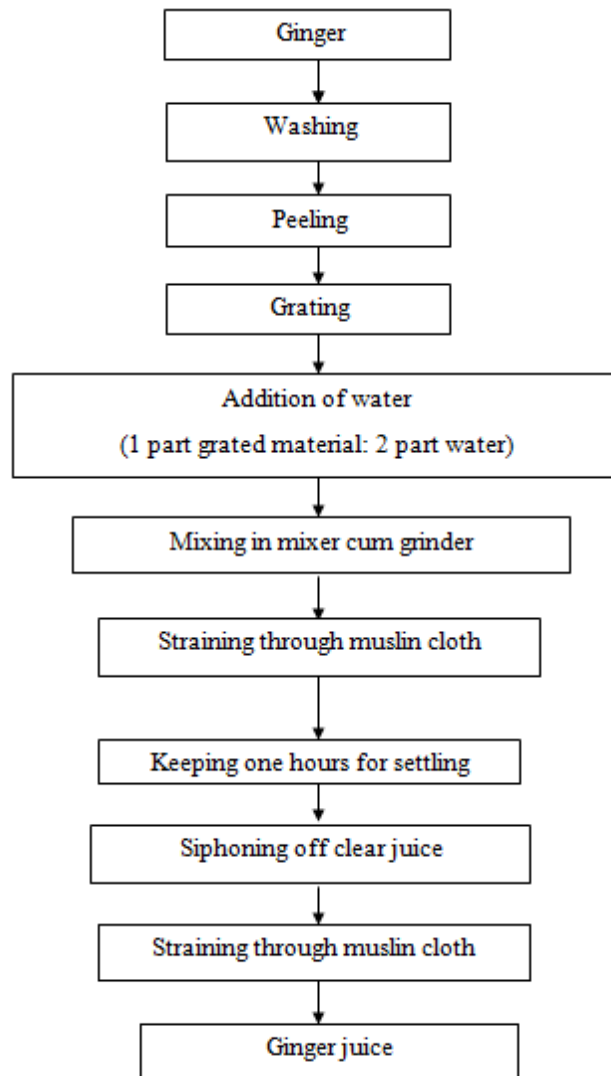 Ginger
Washing
Peeling
Grating
Addition of water
(1 part grated material: 2 part water)
Mixing in mixer cum grinder
Straining through muslin cloth
Keeping one hours for settling
Siphoning off clear juice
Straining through muslin cloth
Ginger juice